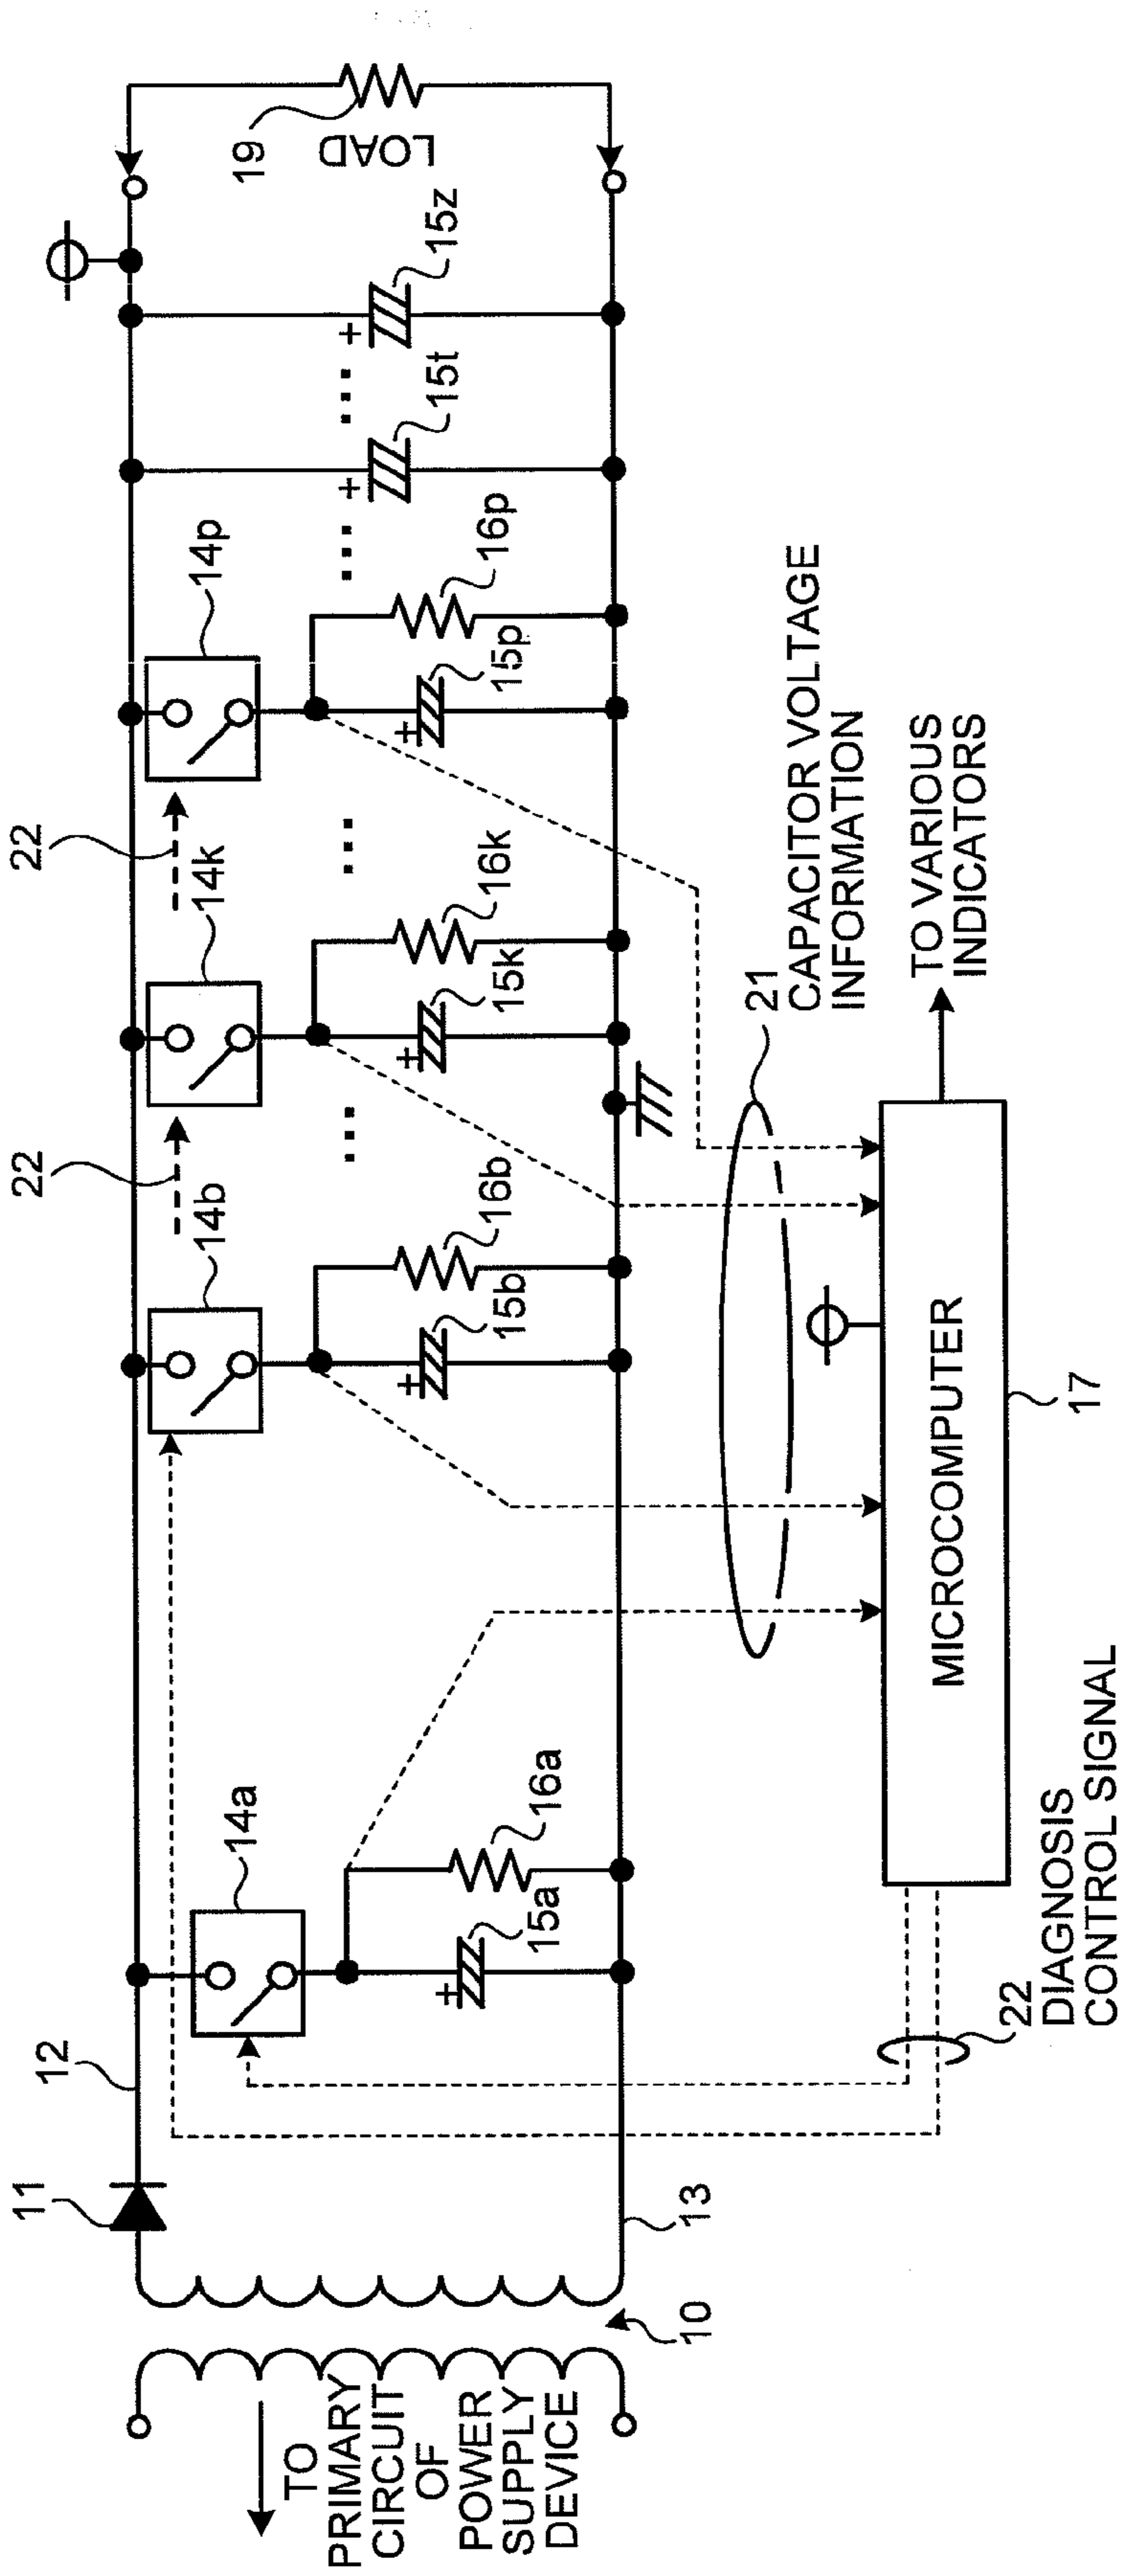 TO
PRIMARY
CIRCUIT
OF
POWER
SUPPLY
DEVICE
10
11
12
13
14a
15a
+
16a
14b
15b
+
16b
22
14k
15k
+
16k
22
14p
15p
+
16p
...
...
...
15t
+
...
15z
+
19
LOAD
21
CAPACITOR VOLTAGE
INFORMATION
TO VARIOUS
INDICATORS
MICROCOMPUTER
17
22
DIAGNOSIS
CONTROL SIGNAL